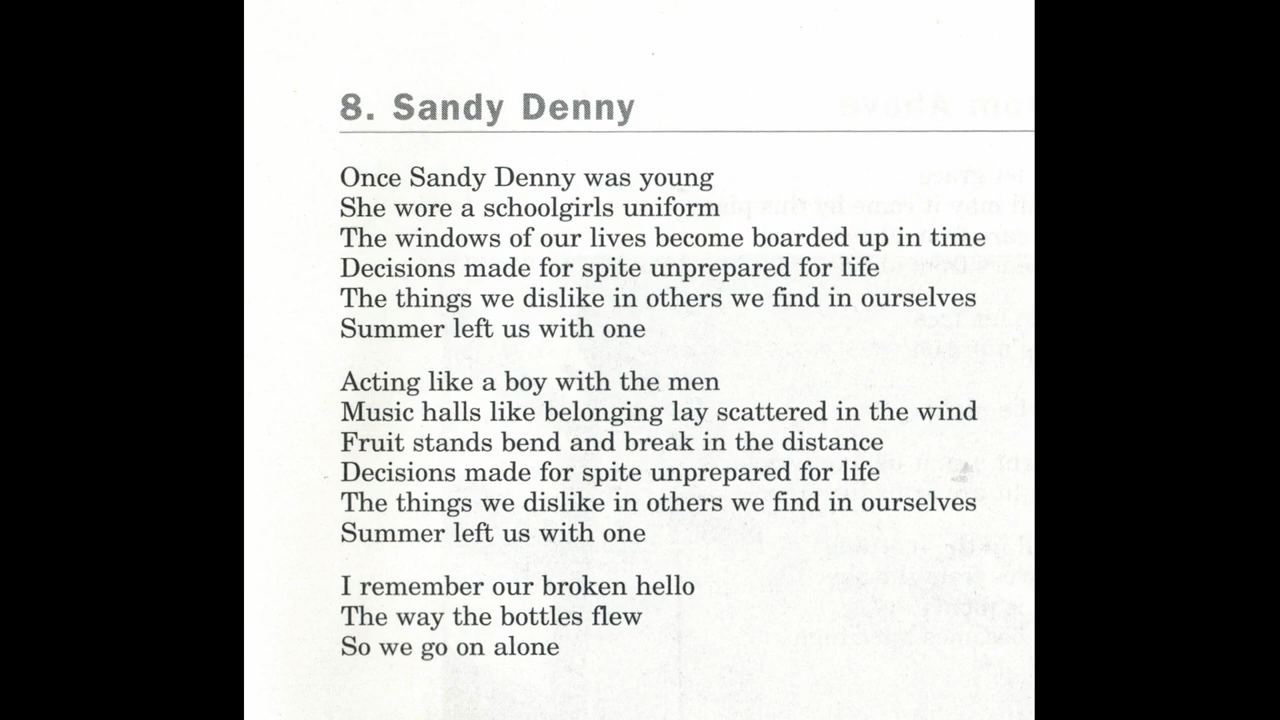 8. Sandy Denny
Once Sandy Denny was young
She wore a schoolgirls uniform
The windows of our lives become boarded up in time
Decisions made for spite unprepared for life
The things we dislike in others we find in ourselves
Summer left us with one
Acting like a boy with the men
Music halls like belonging lay scattered in the wind
Fruit stands bend and break in the distance
Decisions made for spite unprepared for life
The things we dislike in others we find in ourselves
Summer left us with one
I remember our broken hello
The way the bottles flew
So we go on alone